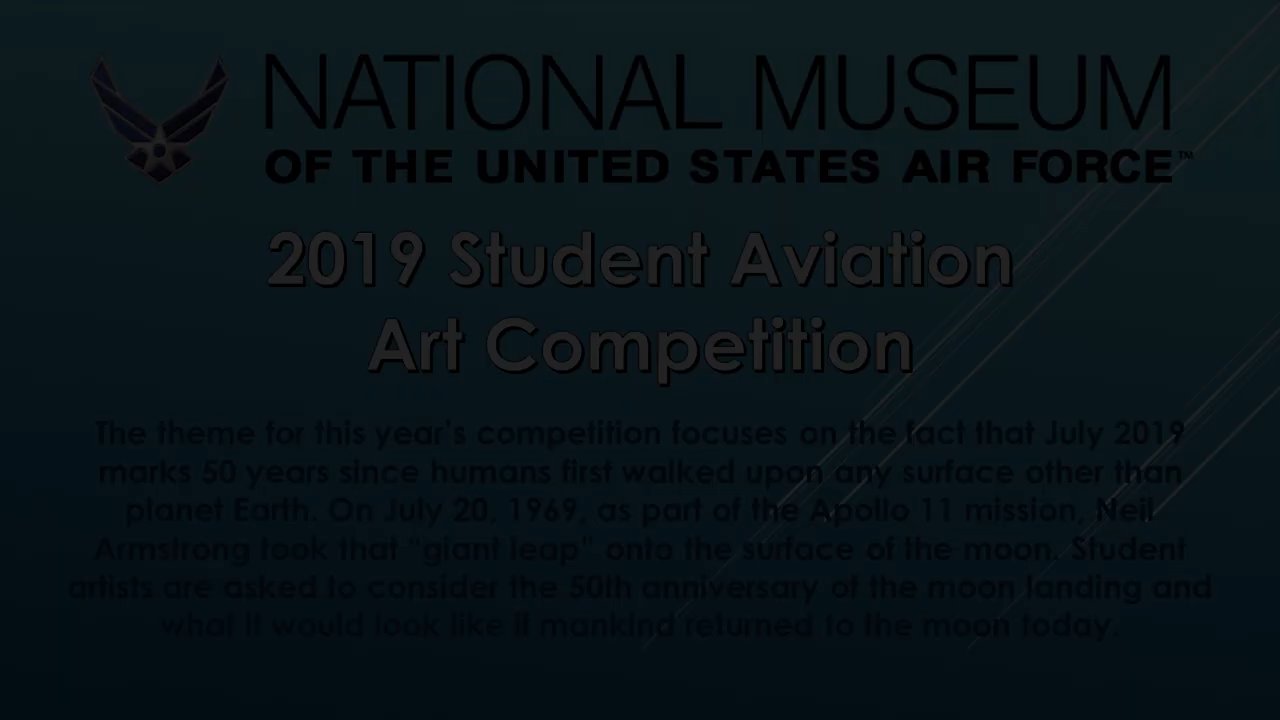 NATIONAL MUSEUM
OF THE UNITED STATES AIR FORCE™
2019 Student Aviation
Art Competition
The theme for this year's competition focuses on the fact that July 2019
marks 50 years since humans first walked upon any surface other than
planet Earth. On July 20, 1969, as part of the Apollo 11 mission, Neil
Armstrong took that "giant leap" onto the surface of the moon. Student
artists are asked to consider the 50th anniversary of the moon landing and
what it would look like if mankind returned to the moon today.